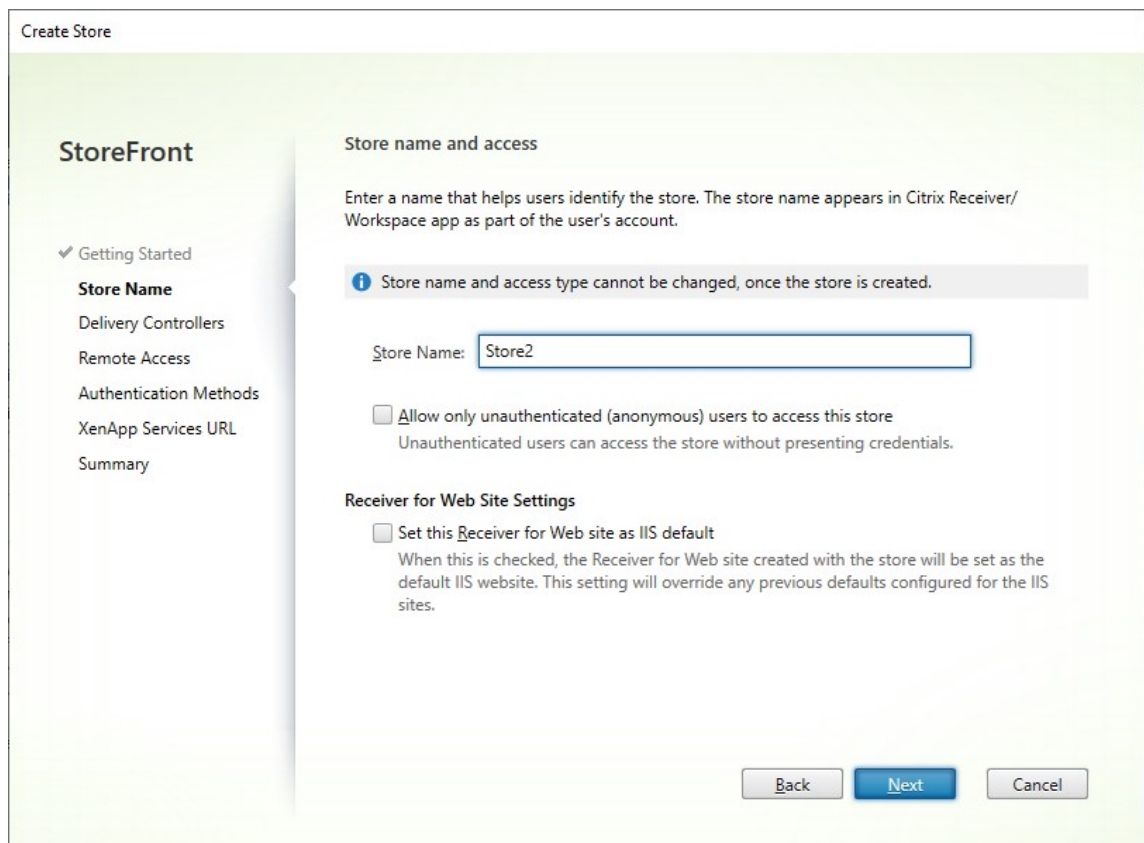 Create Store
StoreFront
Getting Started
Store Name
Delivery Controllers
Remote Access
Authentication Methods
XenApp Services URL
Summary
Store name and access
Enter a name that helps users identify the store. The store name appears in Citrix Receiver/
Workspace app as part of the user's account.
Store name and access type cannot be changed, once the store is created.
Store Name: Store2
Allow only unauthenticated (anonymous) users to access this store
Unauthenticated users can access the store without presenting credentials.
Receiver for Web Site Settings
Set this Receiver for Web site as IIS default
When this is checked, the Receiver for Web site created with the store will be set as the
default IIS website. This setting will override any previous defaults configured for the IIS
sites.
Back Next Cancel